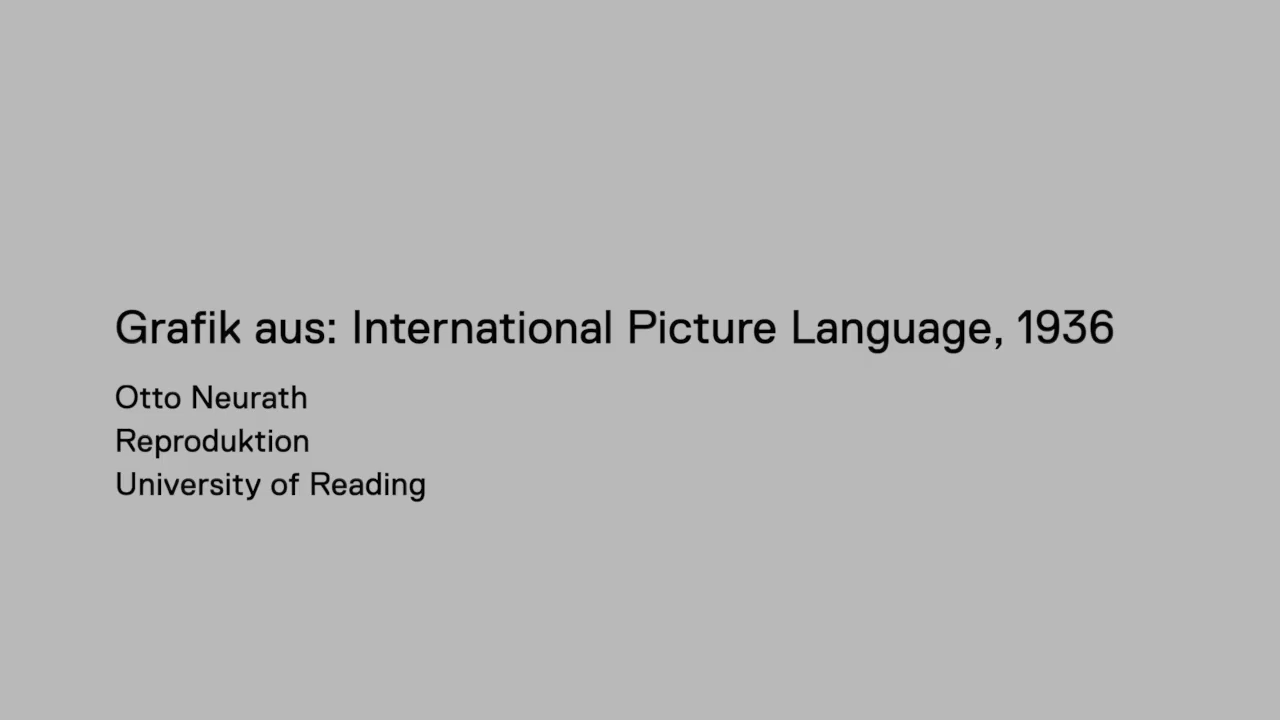 Grafik aus: International Picture Language, 1936
Otto Neurath
Reproduktion
University of Reading